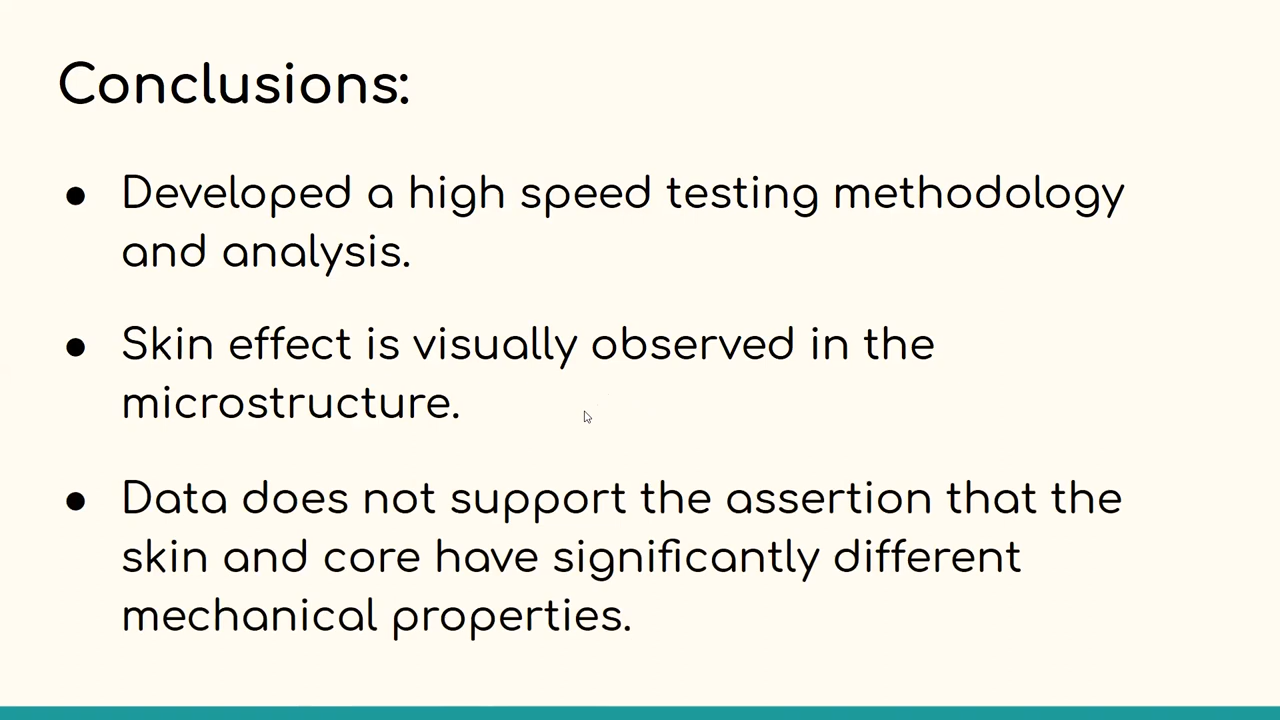 Conclusions:
● Developed a high speed testing methodology
and analysis.
● Skin effect is visually observed in the
microstructure.
● Data does not support the assertion that the
skin and core have significantly different
mechanical properties.